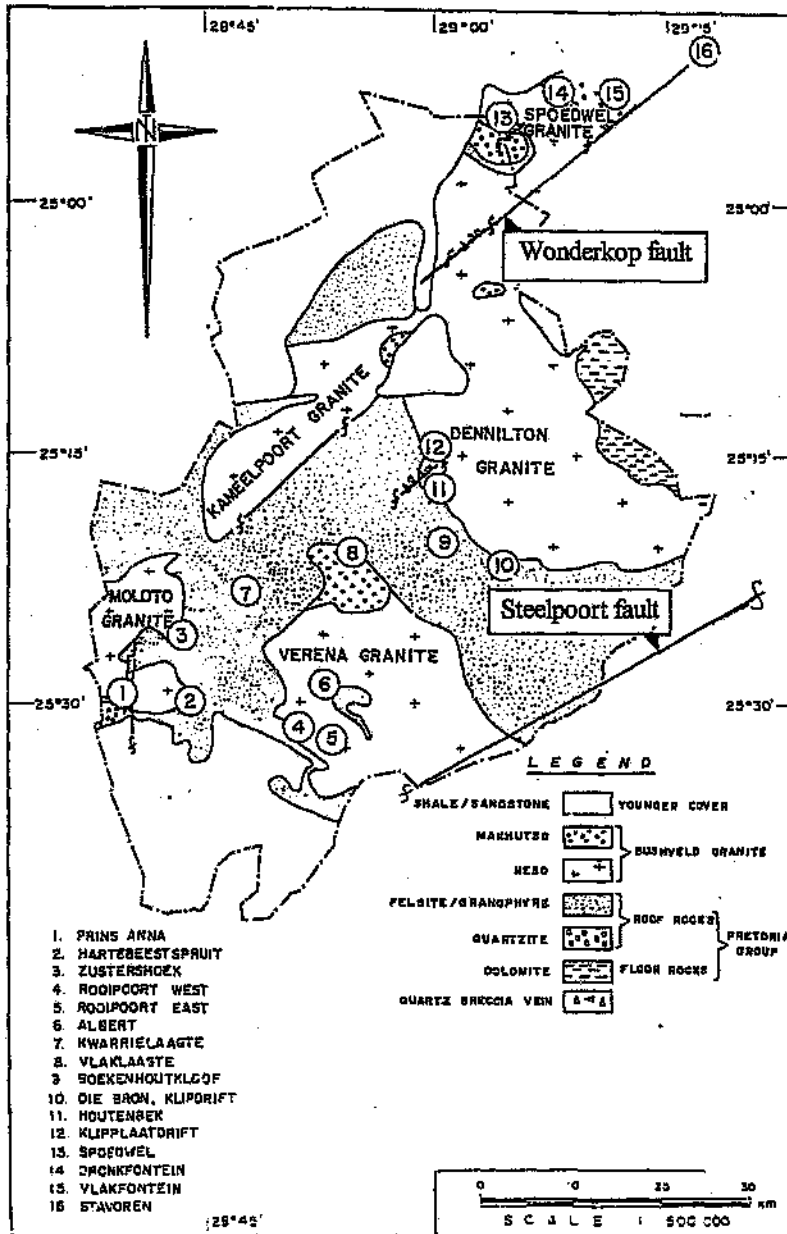 28°45'
29°00'
29°15'
16
14
15
13
SPOEDWEL
GRANITE
N
25°00'
25°00'
Wonderkop fault
KAMEELPOORT GRANITE
DENNILTON
GRANITE
12
25°15'
25°15'
11
9
8
10
7
MOLOTO
GRANITE
Steelpoort fault
3
VERENA GRANITE
6
1
2
25°30'
25°30'
4
5
LEGEND
SHALE/SANDSTONE YOUNGER COVER
MAKHUTSO
BUSHVELD GRANITE
NEBO
FELSITE/GRANOPHYRE
ROOF ROCKS
QUARTZITE
PRETORIA
GROUP
DOLOMITE FLOOR ROCKS
QUARTZ BRECCIA VEIN
1. PRINS ANNA
2. HARTEBEESTSPRUIT
3. ZUSTERSHOEK
4. ROOIPOORT WEST
5. ROOIPOORT EAST
6. ALBERT
7. KWARRIELAAGTE
8. VLAKLAAGTE
9 BOEKENHOUTKLOOF
10. DIE BRON, KLIPDRIFT
11. HOUTENBEK
12. KLIPPLAATDRIFT
13. SPOEDWEL
14 DRONKFONTEIN
15. VLAKFONTEIN
16 STAVOREN
28°45'
0 10 20 30
KM
SCALE 1 500 000